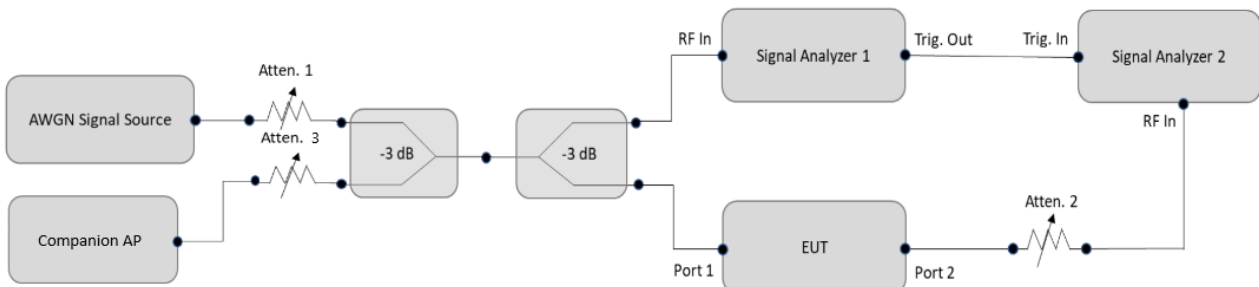 RF In
Signal Analyzer 1
Trig. Out
Trig. In
Signal Analyzer 2
Atten. 1
AWGN Signal Source
RF In
Atten. 3
-3 dB
-3 dB
Atten. 2
Companion AP
EUT
Port 1
Port 2